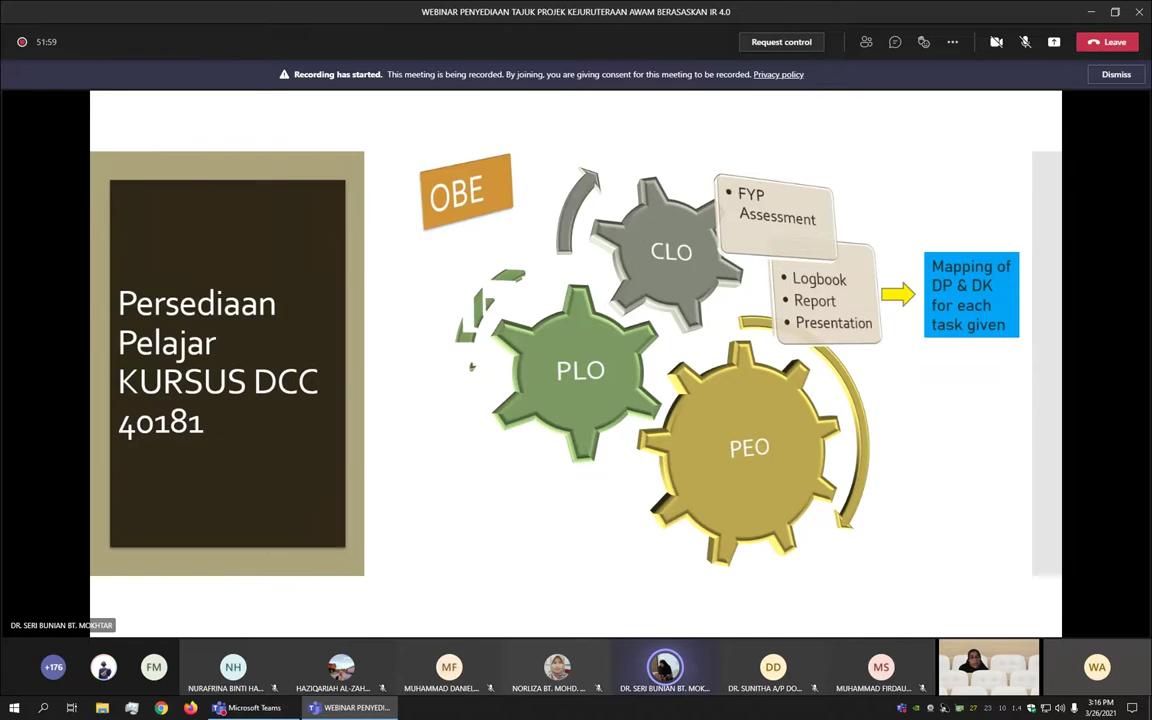 WEBINAR PENYEDIAAN TAJUK PROJEK KEJURUTERAAN AWAM BERASASKAN IR 4.0
51:59
Request control
Leave
Recording has started. This meeting is being recorded. By joining, you are giving consent for this meeting to be recorded. Privacy policy
Dismiss
OBE
CLO
• FYP
Assessment
• Logbook
• Report
• Presentation
Mapping of
DP & DK
for each
task given
Persediaan
Pelajar
KURSUS DCC
40181
PLO
PEO
DR. SERI BUNIAN BT. MOKHTAR
+176
FM
NH
MF
DD
MS
WA
NURAFRINA BINTI HA...
HAZIQARIAH AL-ZAH...
MUHAMMAD DANIEL...
NORLIZA BT. MOHD. ...
DR. SERI BUNIAN BT. MOK...
DR. SUNITHA A/P DO...
MUHAMMAD FIRDAU...
Microsoft Teams
WEBINAR PENYEDI...
27 23 10 1.4
3:16 PM
3/26/2021